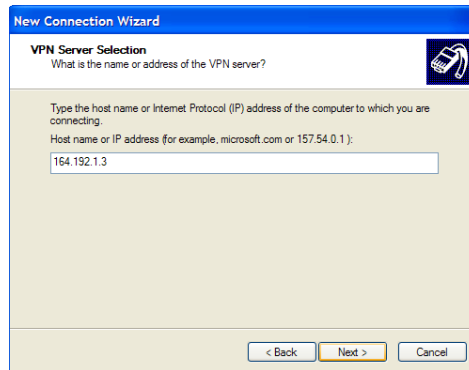 New Connection Wizard
VPN Server Selection
What is the name or address of the VPN server?
Type the host name or Internet Protocol (IP) address of the computer to which you are
connecting.
Host name or IP address (for example, microsoft.com or 157.54.0.1 ):
164.192.1.3
< Back Next > Cancel